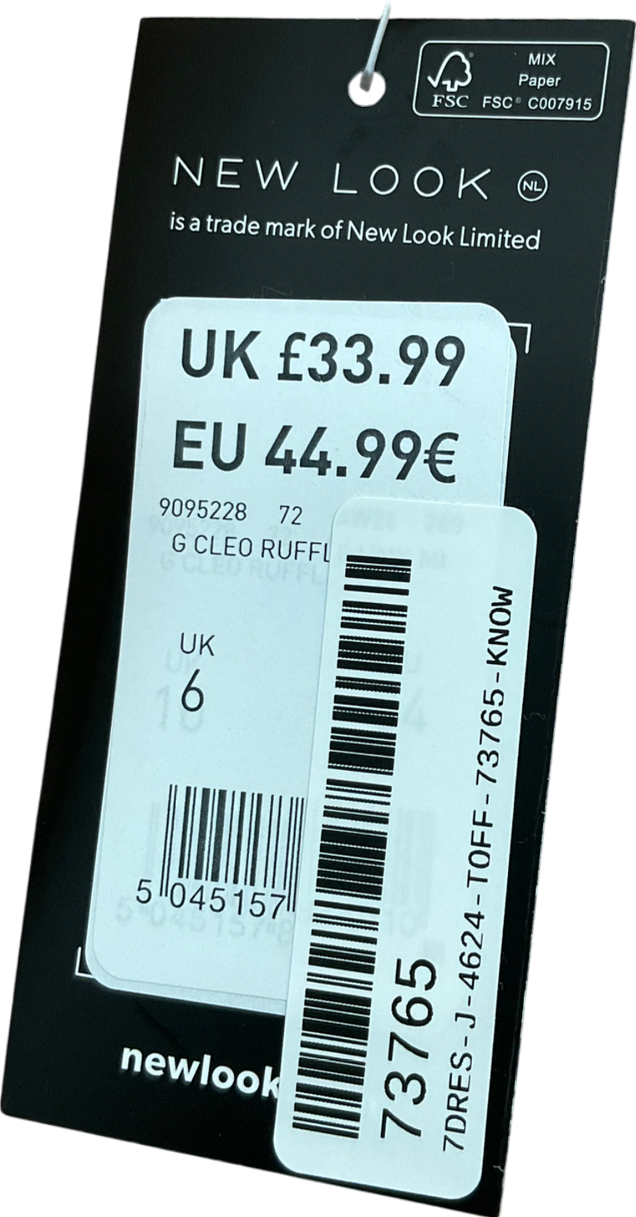 MIX
Paper
FSC® C007915
FSC
NEW LOOK NL
is a trade mark of New Look Limited
UK £33.99
EU 44.99€
9095228 72
G CLEO RUFFL
UK
6
5 045157
newlook
73765
7DRES-J-4624-TOFF-73765-KNOW